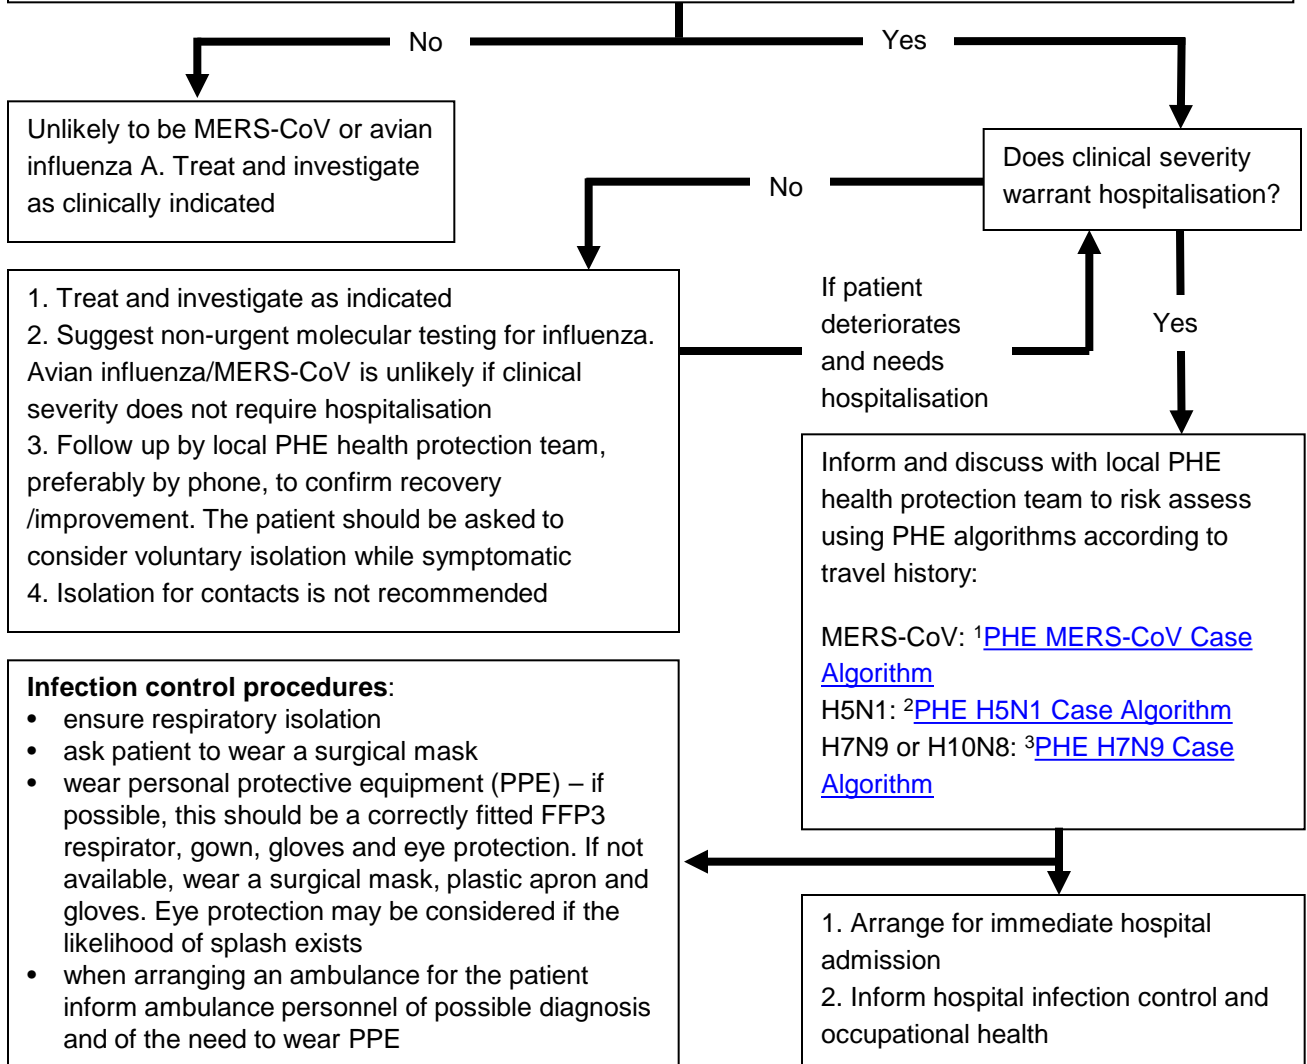 No
Yes
Unlikely to be MERS-CoV or avian
influenza A. Treat and investigate
as clinically indicated
Does clinical severity
warrant hospitalisation?
No
1. Treat and investigate as indicated
2. Suggest non-urgent molecular testing for influenza.
Avian influenza/MERS-CoV is unlikely if clinical
severity does not require hospitalisation
3. Follow up by local PHE health protection team,
preferably by phone, to confirm recovery
/improvement. The patient should be asked to
consider voluntary isolation while symptomatic
4. Isolation for contacts is not recommended
If patient
deteriorates
and needs
hospitalisation
Yes
Inform and discuss with local PHE
health protection team to risk assess
using PHE algorithms according to
travel history:
MERS-CoV: ¹PHE MERS-CoV Case
Algorithm
H5N1: ²PHE H5N1 Case Algorithm
H7N9 or H10N8: ³PHE H7N9 Case
Algorithm
Infection control procedures:
• ensure respiratory isolation
• ask patient to wear a surgical mask
• wear personal protective equipment (PPE) – if
possible, this should be a correctly fitted FFP3
respirator, gown, gloves and eye protection. If not
available, wear a surgical mask, plastic apron and
gloves. Eye protection may be considered if the
likelihood of splash exists
• when arranging an ambulance for the patient
inform ambulance personnel of possible diagnosis
and of the need to wear PPE
1. Arrange for immediate hospital
admission
2. Inform hospital infection control and
occupational health